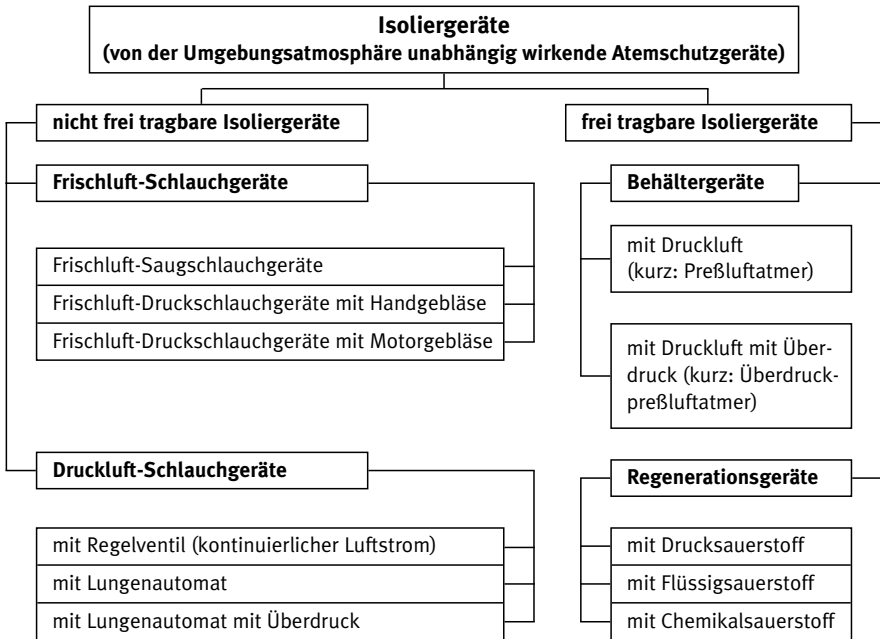 Isoliergeräte
(von der Umgebungsatmosphäre unabhängig wirkende Atemschutzgeräte)
nicht frei tragbare Isoliergeräte
Frischluft-Schlauchgeräte
Frischluft-Saugschlauchgeräte
Frischluft-Druckschlauchgeräte mit Handgebläse
Frischluft-Druckschlauchgeräte mit Motorgebläse
Druckluft-Schlauchgeräte
mit Regelventil (kontinuierlicher Luftstrom)
mit Lungenautomat
mit Lungenautomat mit Überdruck
frei tragbare Isoliergeräte
Behältergeräte
mit Druckluft
(kurz: Preßluftatmer)
mit Druckluft mit Über-
druck (kurz: Überdruck-
preßluftatmer)
Regenerationsgeräte
mit Drucksauerstoff
mit Flüssigsauerstoff
mit Chemikalsauerstoff